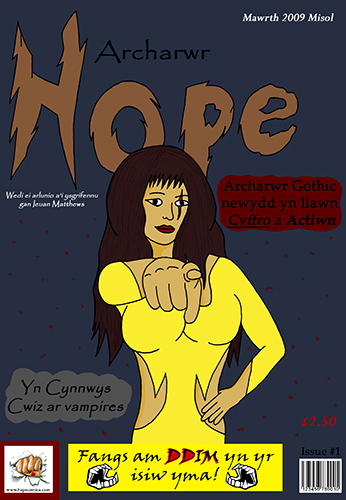 Mawrth 2009 Misol
Archarwr
Hope
Wedi ei arlunio a'i ysgrifennu
gan Ieuan Matthews
Archarwr Gothic
newydd yn llawn
Cyffro a Actiwn
Yn Cynnwys
Cwiz ar vampires
£2.50
Issue #1
Fangs am DDIM yn yr
isiw yma!